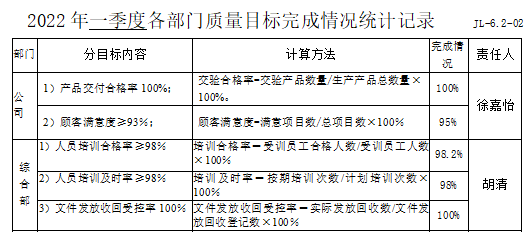 2022 年一季度各部门质量目标完成情况统计记录 JL-6.2-02
部门 分目标内容 计算方法 完成情况 责任人
公司 1）产品交付合格率 100%； 交验合格率=交验产品数量/生产产品总数量×
100%。 100% 徐嘉怡
2）顾客满意度≥93%； 顾客满意度=满意项目数/总项目数×100% 95%
综合部 1）人员培训合格率≥98% 培训合格率＝受训员工合格人数/受训员工人数
×100% 98.2% 胡清
2）人员培训及时率≥98% 培训及时率＝按期培训次数/计划培训次数×
100% 98%
3）文件发放回受控率 100% 文件发放收回受控率＝实际发放回收数/文件发
放回收登记数×100% 100%